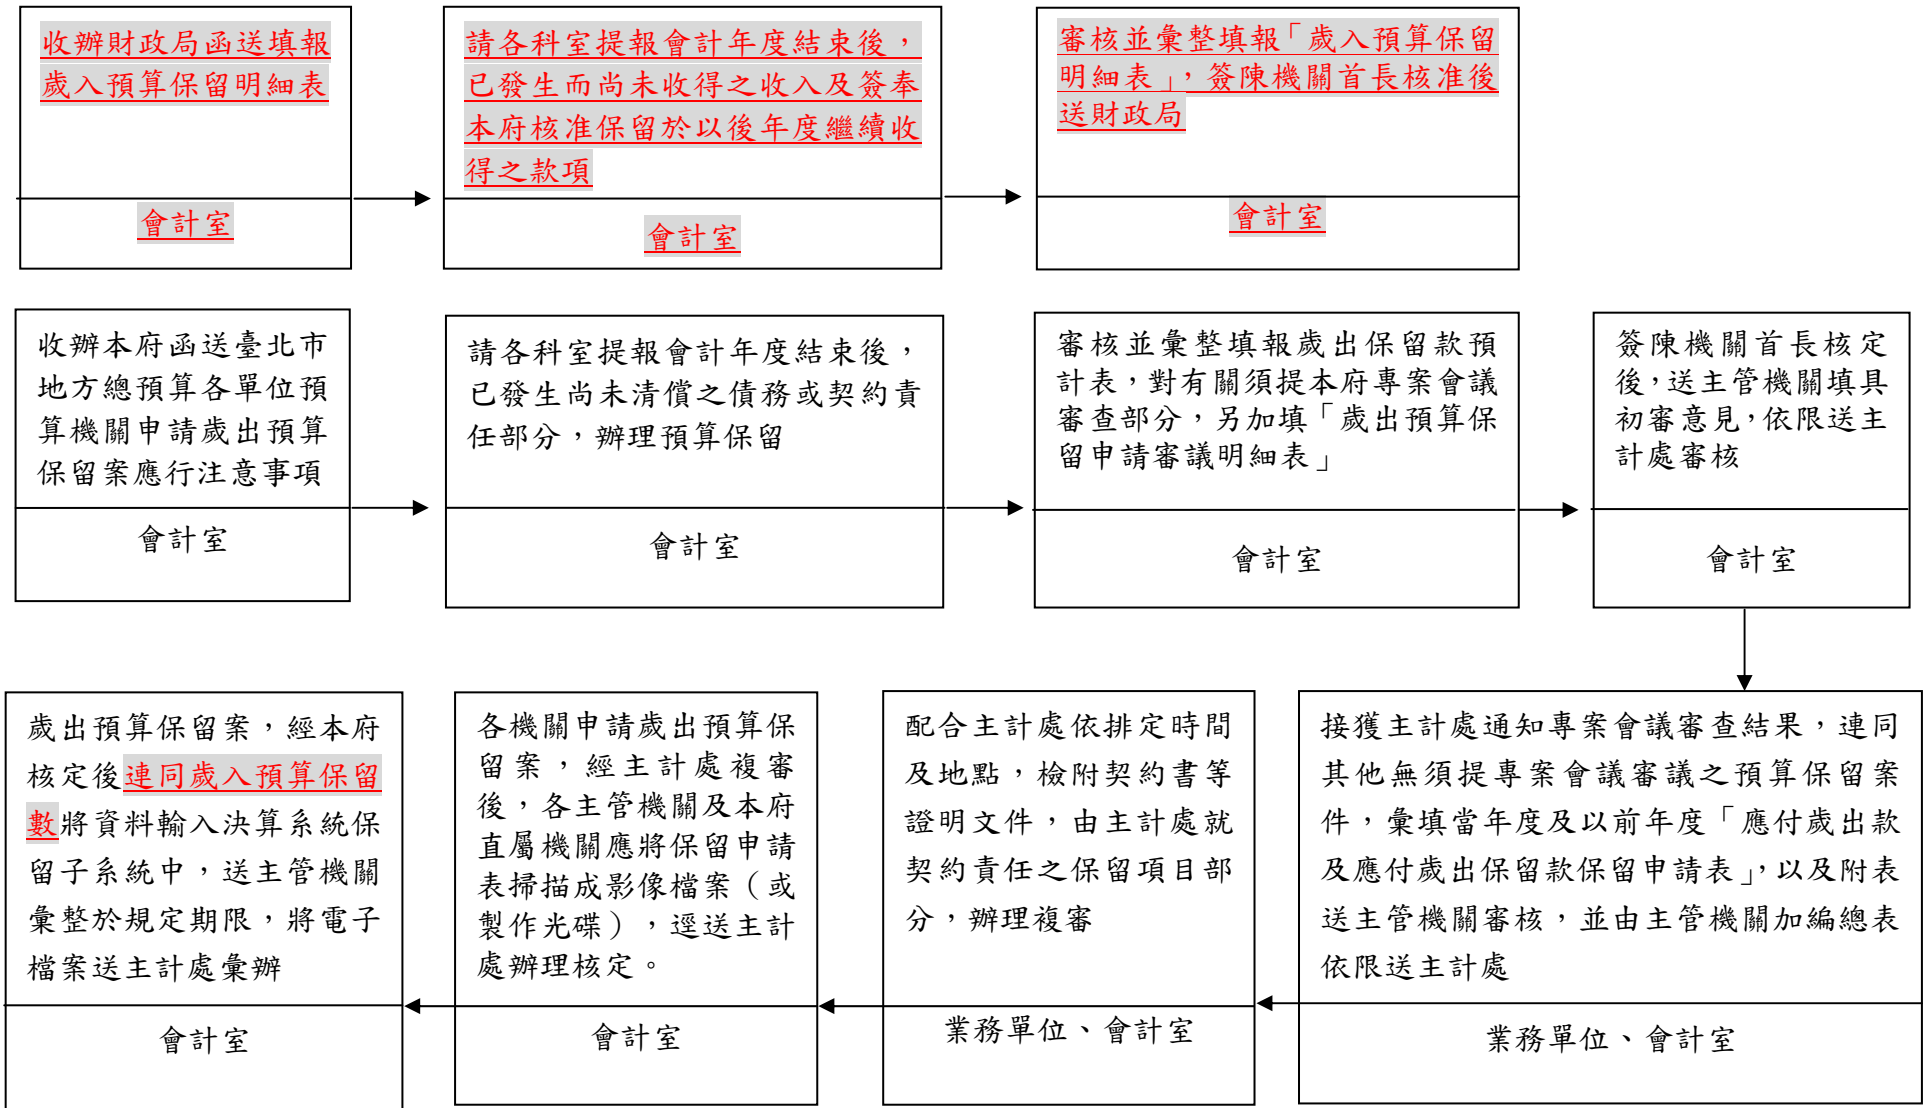 收辦財政局函送填報
歲入預算保留明細表
會計室
請各科室提報會計年度結束後，
已發生而尚未收得之收入及簽奉
本府核准保留於以後年度繼續收
得之款項
會計室
審核並彙整填報「歲入預算保留
明細表」，簽陳機關首長核准後
送財政局
會計室
收辦本府函送臺北市
地方總預算各單位預
算機關申請歲出預算
保留案應行注意事項
會計室
請各科室提報會計年度結束後，
已發生尚未清償之債務或契約責
任部分，辦理預算保留
會計室
審核並彙整填報歲出保留款預
計表，對有關須提本府專案會議
審查部分，另加填「歲出預算保
留申請審議明細表」
會計室
簽陳機關首長核定
後，送主管機關填具
初審意見，依限送主
計處審核
會計室
接獲主計處通知專案會議審查結果，連同
其他無須提專案會議審議之預算保留案
件，彙填當年度及以前年度「應付歲出款
及應付歲出保留款保留申請表」，以及附表
送主管機關審核，並由主管機關加編總表
依限送主計處
業務單位、會計室
配合主計處依排定時間
及地點，檢附契約書等
證明文件，由主計處就
契約責任之保留項目部
分，辦理複審
業務單位、會計室
各機關申請歲出預算保
留案，經主計處複審
後，各主管機關及本府
直屬機關應將保留申請
表掃描成影像檔案（或
製作光碟），逕送主計
處辦理核定。
會計室
歲出預算保留案，經本府
核定後連同歲入預算保留
數將資料輸入決算系統保
留子系統中，送主管機關
彙整於規定期限，將電子
檔案送主計處彙辦
會計室